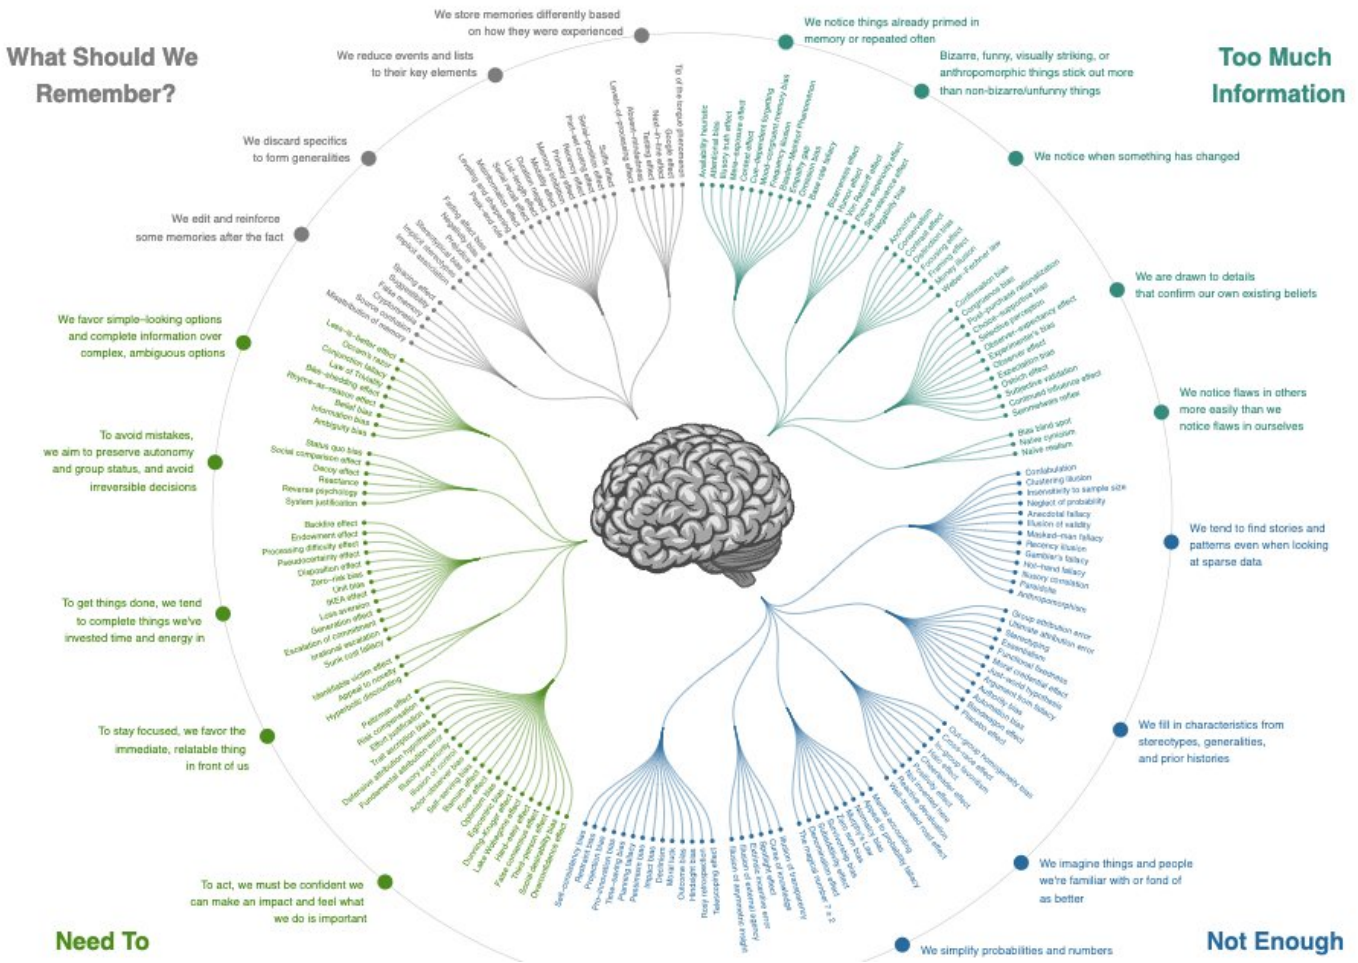 What Should We
Remember?
We store memories differently based
on how they were experienced
We reduce events and lists
to their key elements
We discard specifics
to form generalities
We edit and reinforce
some memories after the fact
We notice things already primed in
memory or repeated often
Bizarre, funny, visually striking, or
anthropomorphic things stick out more
than non-bizarre/unfunny things
Too Much
Information
We notice when something has changed
We are drawn to details
that confirm our own existing beliefs
We notice flaws in others
more easily than we
notice flaws in ourselves
We tend to find stories and
patterns even when looking
at sparse data
We fill in characteristics from
stereotypes, generalities,
and prior histories
We imagine things and people
we're familiar with or fond of
as better
We simplify probabilities and numbers
Not Enough
We favor simple-looking options
and complete information over
complex, ambiguous options
To avoid mistakes,
we aim to preserve autonomy
and group status, and avoid
irreversible decisions
To get things done, we tend
to complete things we've
invested time and energy in
To stay focused, we favor the
immediate, relatable thing
in front of us
To act, we must be confident we
can make an impact and feel what
we do is important
Need To
Misattribution of memory
Source confusion
Cryptomnesia
False memory
Suggestibility
Spacing effect
Implicit association
Implicit stereotypes
Stereotypical bias
Prejudice
Negativity bias
Fading effect bias
Peak-end rule
Leveling and sharpening
Misinformation effect
Serial recall effect
List-length effect
Duration neglect
Modality effect
Memory inhibition
Primacy effect
Recency effect
Part-set cueing effect
Serial-position effect
Suffix effect
Levels-of-processing effect
Absent-mindedness
Testing effect
Next-in-line effect
Google effect
Tip of the tongue phenomenon
Availability heuristic
Attentional bias
Illusory truth effect
Mere-exposure effect
Context effect
Cue-dependent forgetting
Mood-congruent memory bias
Frequency illusion
Baader-Meinhof Phenomenon
Empathy gap
Omission bias
Base rate fallacy
Bizarreness effect
Humor effect
Von Restorff effect
Picture superiority effect
Self-relevance effect
Negativity bias
Anchoring
Conservatism
Contrast effect
Distinction bias
Focusing effect
Framing effect
Money illusion
Weber-Fechner law
Confirmation bias
Congruence bias
Post-purchase rationalization
Choice-supportive bias
Selective perception
Observer-expectancy effect
Experimenter's bias
Observer effect
Expectation bias
Ostrich effect
Subjective validation
Continued influence effect
Semmelweis reflex
Bias blind spot
Naïve cynicism
Naïve realism
Confabulation
Clustering illusion
Insensitivity to sample size
Neglect of probability
Anecdotal fallacy
Illusion of validity
Masked-man fallacy
Recency illusion
Gambler's fallacy
Hot-hand fallacy
Illusory correlation
Pareidolia
Anthropomorphism
Group attribution error
Ultimate attribution error
Stereotyping
Essentialism
Functional fixedness
Moral credential effect
Just-world hypothesis
Argument from fallacy
Authority bias
Automation bias
Bandwagon effect
Placebo effect
Out-group homogeneity bias
Cross-race effect
In-group favoritism
Halo effect
Cheerleader effect
Positivity effect
Not invented here
Reactive devaluation
Well-traveled road effect
Mental accounting
Appeal to probability fallacy
Normalcy bias
Murphy's Law
Zero sum bias
Survivorship bias
Subadditivity effect
Denomination effect
The magical number 7 ± 2
Illusion of transparency
Curse of knowledge
Spotlight effect
Extrinsic incentive error
Illusion of external agency
Illusion of asymmetric insight
Telescoping effect
Rosy retrospection
Hindsight bias
Outcome bias
Moral luck
Declinism
Impact bias
Pessimism bias
Planning fallacy
Time-saving bias
Pro-innovation bias
Projection bias
Restraint bias
Self-consistency bias
Less-is-better effect
Occam's razor
Conjunction fallacy
Law of Triviality
Bike-shedding effect
Rhyme-as-reason effect
Belief bias
Information bias
Ambiguity bias
Status quo bias
Social comparison effect
Decoy effect
Reactance
Reverse psychology
System justification
Backfire effect
Endowment effect
Processing difficulty effect
Pseudocertainty effect
Disposition effect
Zero-risk bias
Unit bias
IKEA effect
Loss aversion
Generation effect
Escalation of commitment
Irrational escalation
Sunk cost fallacy
Identifiable victim effect
Appeal to novelty
Hyperbolic discounting
Peltzman effect
Risk compensation
Effort justification
Trait ascription bias
Defensive attribution hypothesis
Fundamental attribution error
Illusory superiority
Illusion of control
Actor-observer bias
Self-serving bias
Barnum effect
Forer effect
Optimism bias
Egocentric bias
Dunning-Kruger effect
Lake Wobegone effect
Hard-easy effect
False consensus effect
Third-person effect
Social desirability bias
Overconfidence effect